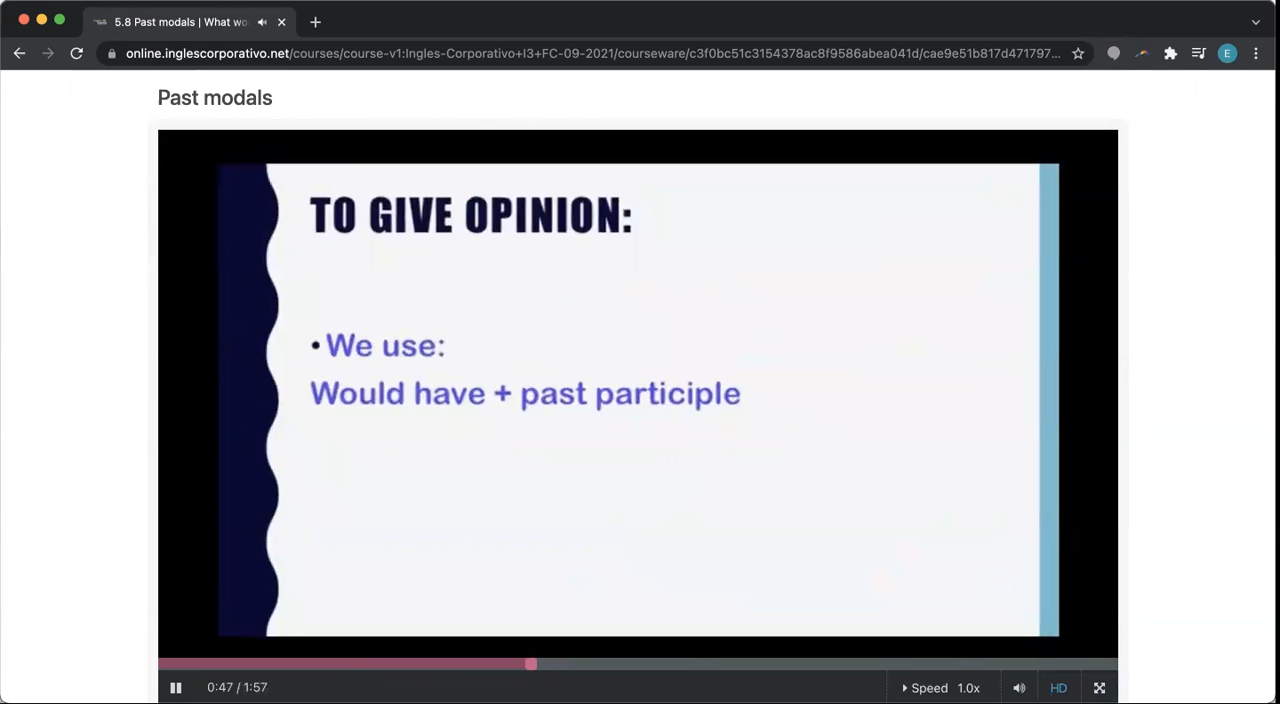 5.8 Past modals | What wo
online.inglescorporativo.net/courses/course-v1:Ingles-Corporativo+I3+FC-09-2021/courseware/c3f0bc51c3154378ac8f9586abea041d/cae9e51b817d471797...
E
Past modals
TO GIVE OPINION:
• We use:
Would have + past participle
0:47 / 1:57
Speed 1.0x
HD